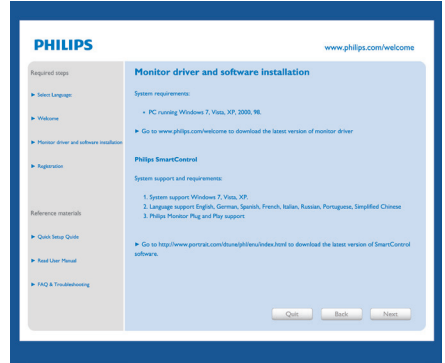 PHILIPS
www.philips.com/welcome
Required steps
► Select Language
► Welcome
► Monitor driver and software installation
► Registration
Reference materials
► Quick Setup Guide
► Read User Manual
► FAQ & Troubleshooting
Monitor driver and software installation
System requirements:
• PC running Windows 7, Vista, XP, 2000, 98.
► Go to www.philips.com/welcome to download the latest version of monitor driver
Philips SmartControl
System support and requirements:
1. System support Windows 7, Vista, XP.
2. Language support English, German, Spanish, French, Italian, Russian, Portuguese, Simplified Chinese
3. Philips Monitor Plug and Play support
► Go to http://www.portrait.com/dtune/phl/enu/index.html to download the latest version of SmartControl
software.
Quit
Back
Next